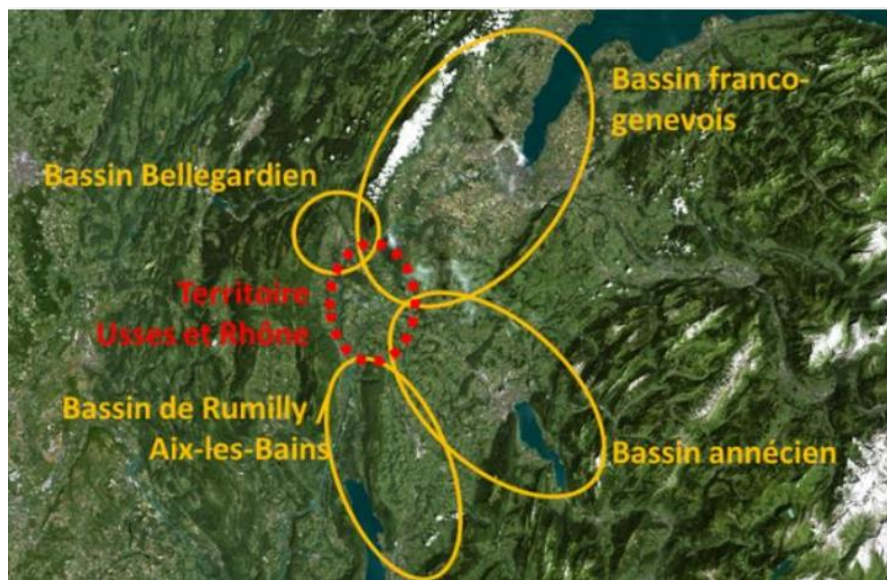 Bassin franco-
genevois
Bassin Bellegardien
Territoire
Usses et Rhône
Bassin de Rumilly /
Aix-les-Bains
Bassin annécien